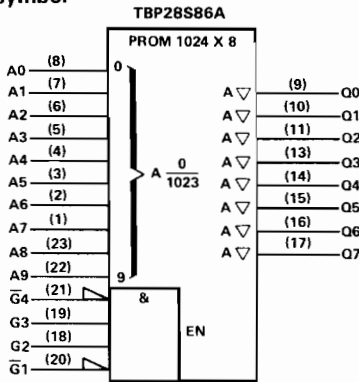 symbol
TBP28S86A
PROM 1024 X 8
A0 (8) 0
A1 (7) A ▽ (9) Q0
A2 (6) A ▽ (10) Q1
A3 (5) A ▽ (11) Q2
A4 (4) A 0/1023 A ▽ (13) Q3
A5 (3) A ▽ (14) Q4
A6 (2) A ▽ (15) Q5
A7 (1) A ▽ (16) Q6
A8 (23) A ▽ (17) Q7
A9 (22) 9
G̅4 (21) &
G3 (19) EN
G2 (18)
G̅1 (20)